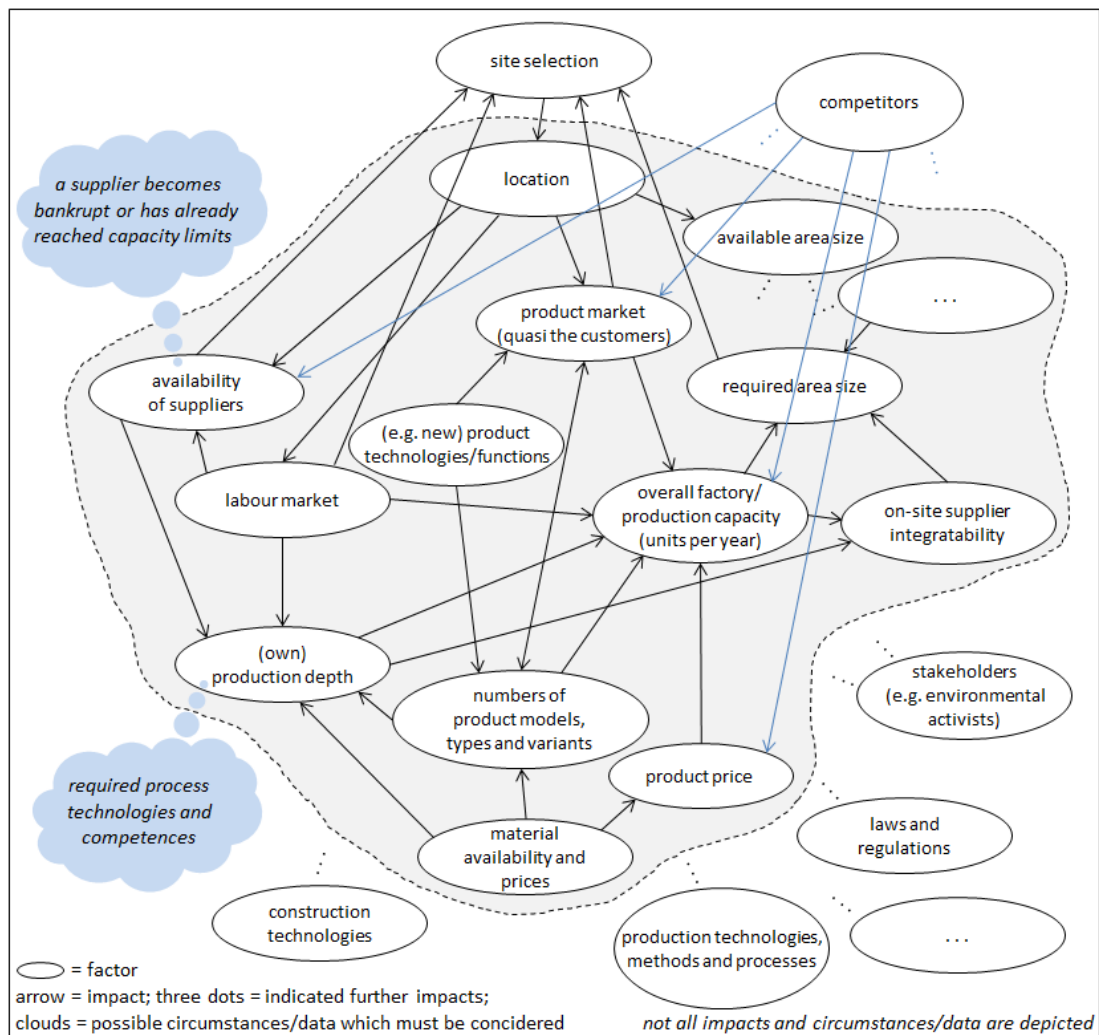 site selection
competitors
location
a supplier becomes
bankrupt or has already
reached capacity limits
available area size
. . .
product market
(quasi the customers)
availability
of suppliers
required area size
(e.g. new) product
technologies/functions
labour market
overall factory/
production capacity
(units per year)
on-site supplier
integratability
(own)
production depth
numbers of
product models,
types and variants
stakeholders
(e.g. environmental
activists)
required process
technologies and
competences
product price
material
availability and
prices
laws and
regulations
construction
technologies
production technologies,
methods and processes
. . .
= factor
arrow = impact; three dots = indicated further impacts;
clouds = possible circumstances/data which must be concidered
not all impacts and circumstances/data are depicted